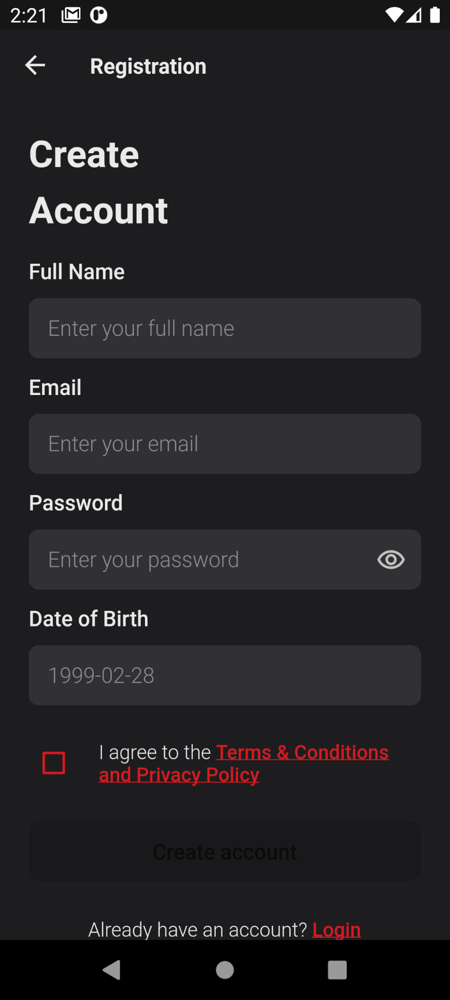 2:21
Registration
Create
Account
Full Name
Enter your full name
Email
Enter your email
Password
Enter your password
Date of Birth
1999-02-28
I agree to the Terms & Conditions
and Privacy Policy
Create account
Already have an account? Login